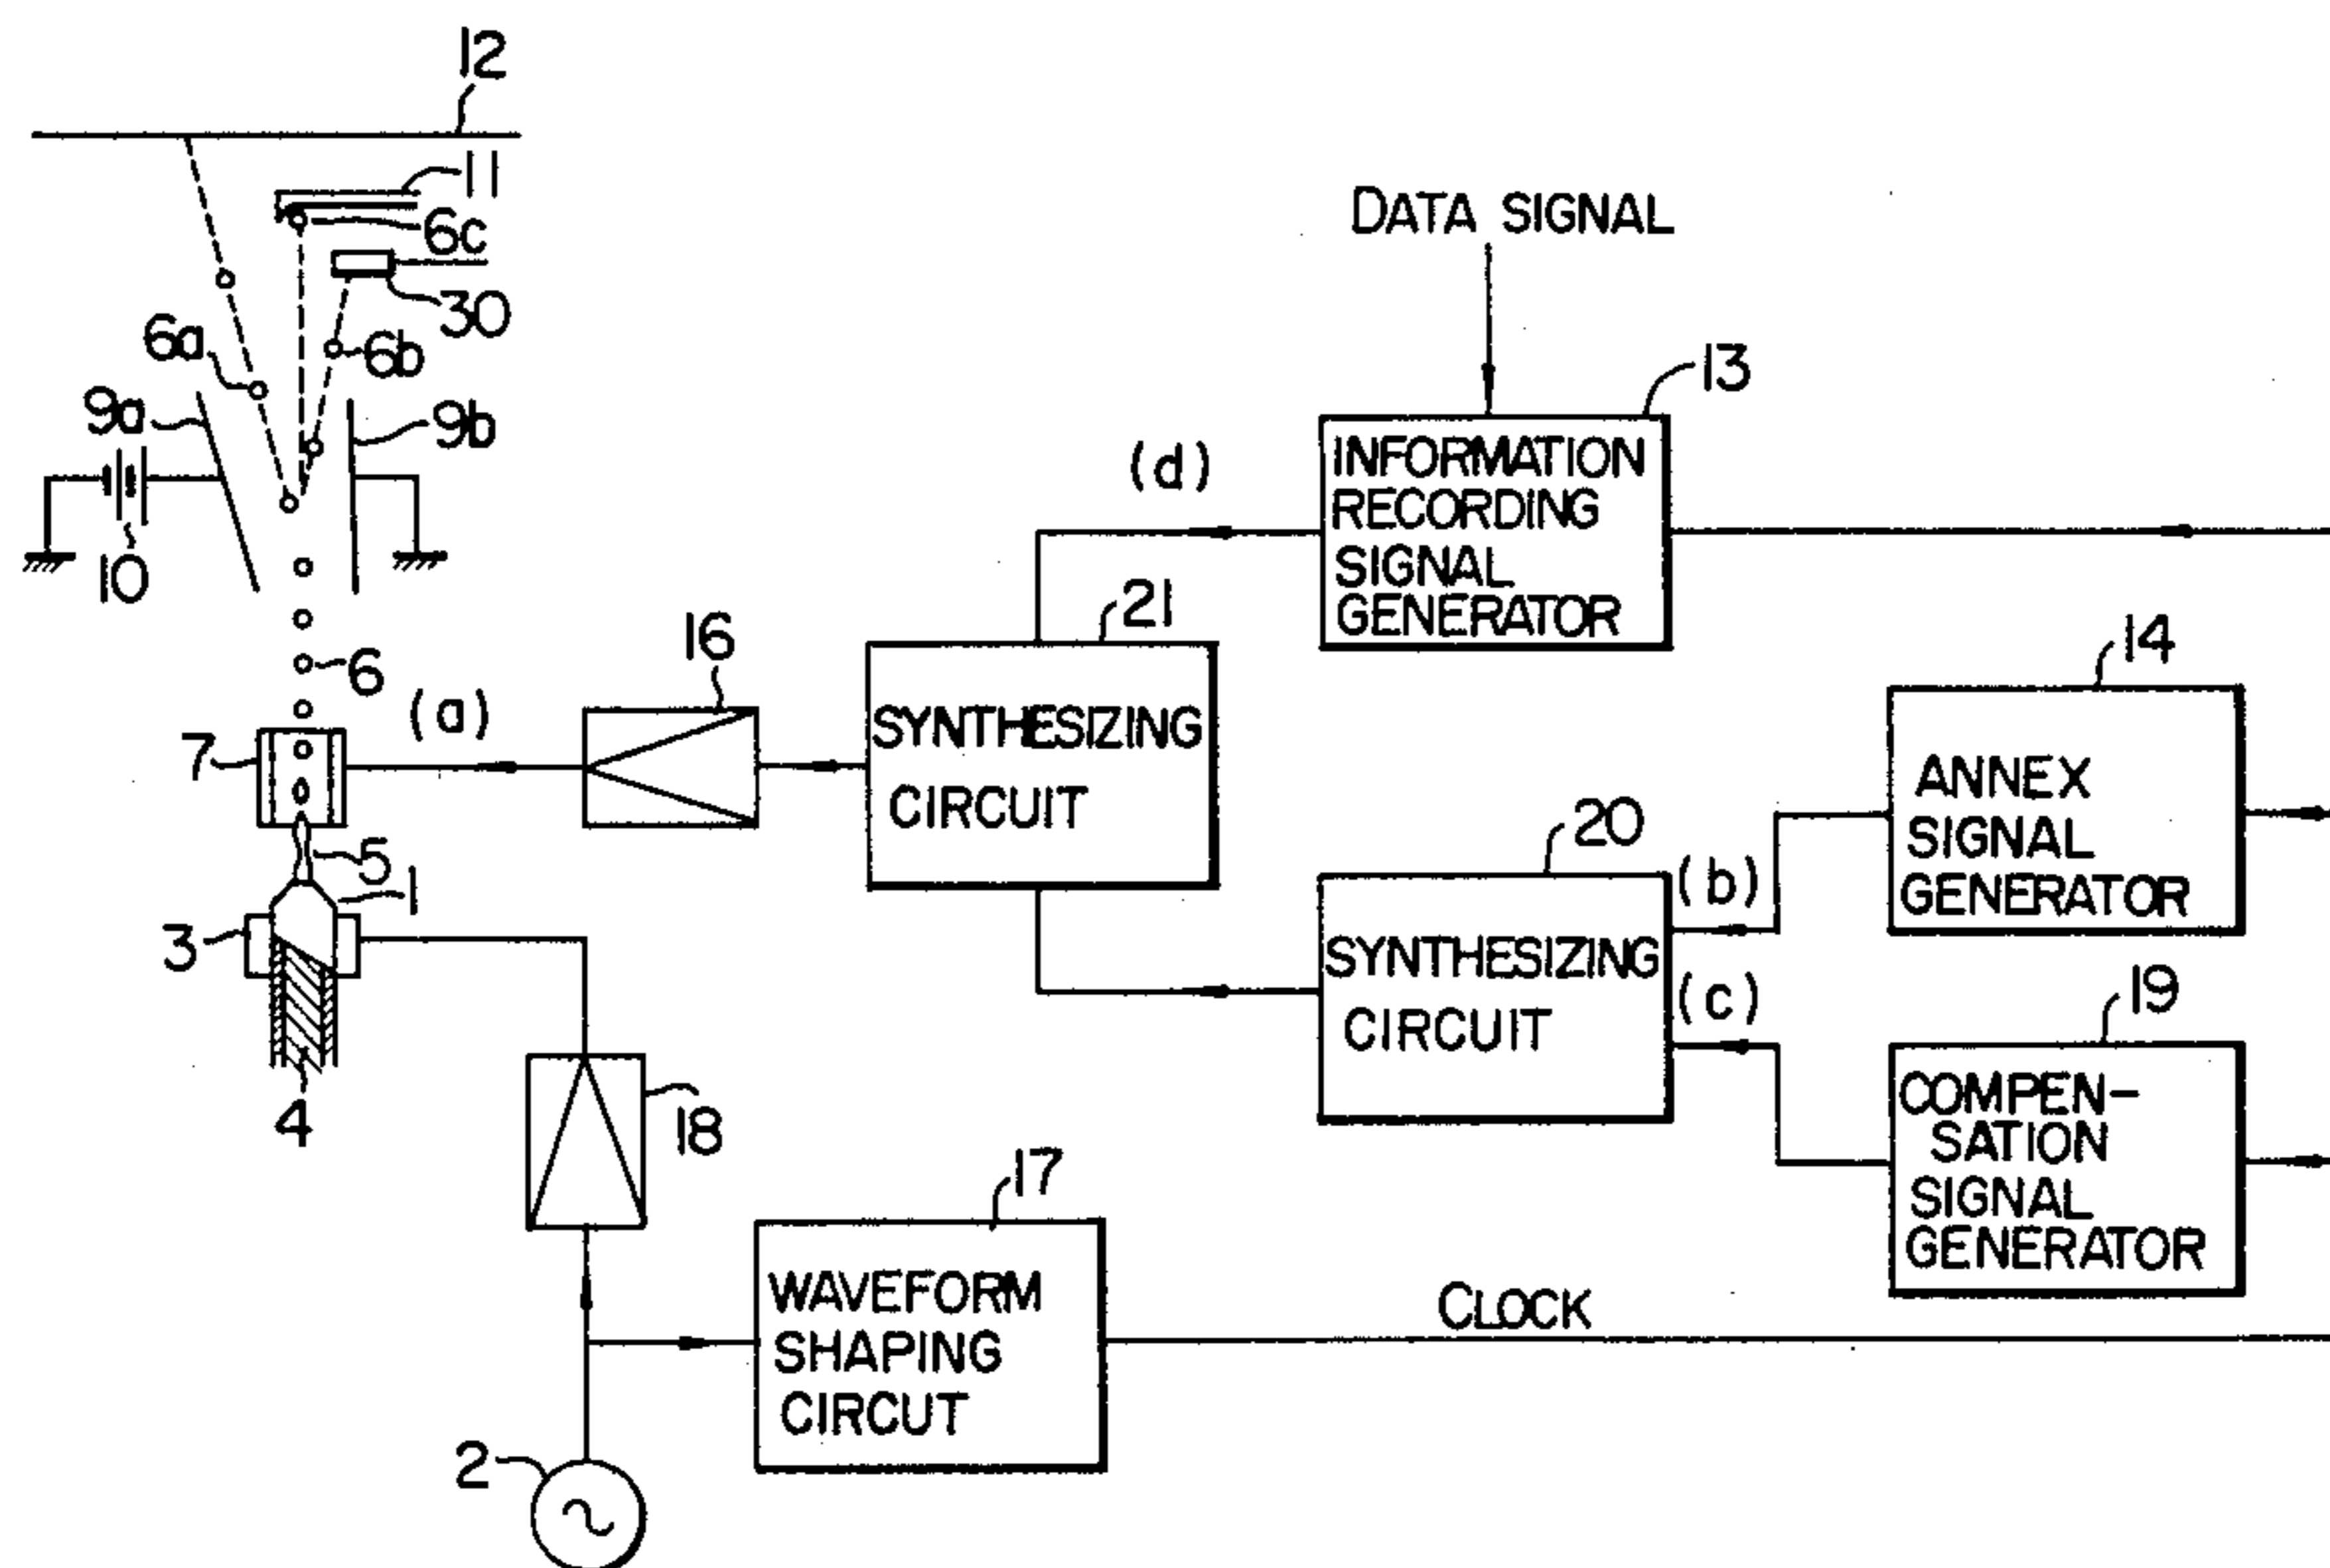 12
11
6c
30
6a
6b
9a
9b
10
DATA SIGNAL
13
INFORMATION
RECORDING
SIGNAL
GENERATOR
(d)
21
SYNTHESIZING
CIRCUIT
16
(a)
6
7
5
1
3
4
14
ANNEX
SIGNAL
GENERATOR
20
(b)
SYNTHESIZING
CIRCUIT
(c)
19
COMPEN-
SATION
SIGNAL
GENERATOR
18
17
WAVEFORM
SHAPING
CIRCUT
CLOCK
2